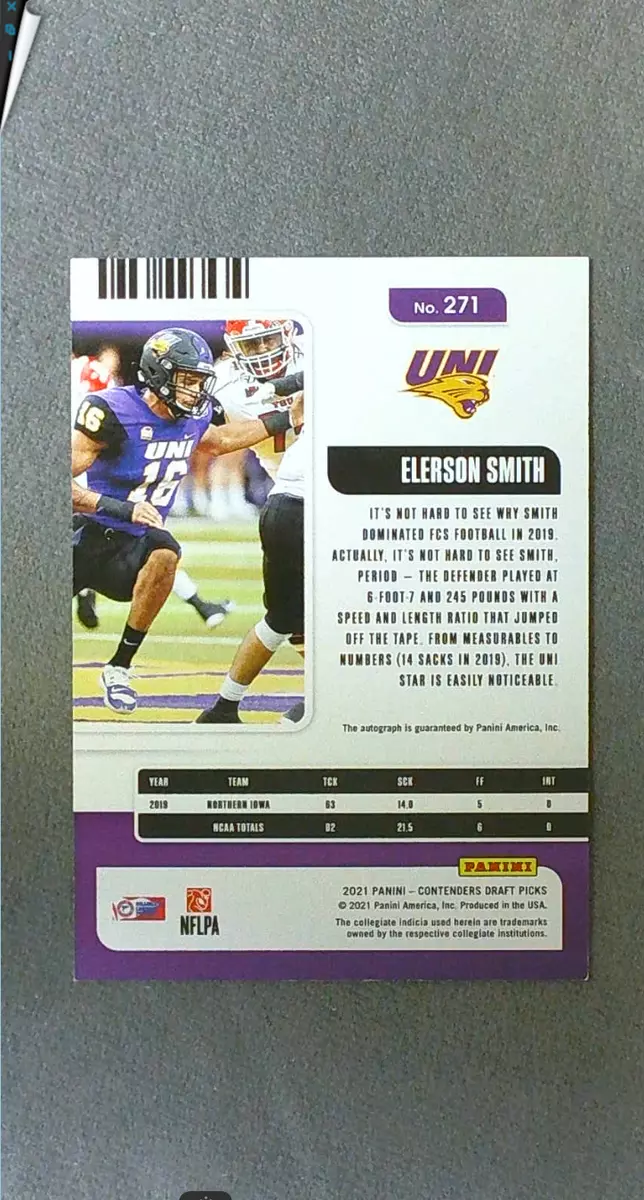 No. 271
UNI
ELERSON SMITH
16
UNI
16
IT'S NOT HARD TO SEE WHY SMITH
DOMINATED FCS FOOTBALL IN 2019.
ACTUALLY, IT'S NOT HARD TO SEE SMITH,
PERIOD – THE DEFENDER PLAYED AT
6-FOOT-7 AND 245 POUNDS WITH A
SPEED AND LENGTH RATIO THAT JUMPED
OFF THE TAPE. FROM MEASURABLES TO
NUMBERS (14 SACKS IN 2019), THE UNI
STAR IS EASILY NOTICEABLE.
The autograph is guaranteed by Panini America, Inc.
YEAR TEAM TCK SCK FF INT
2019 NORTHERN IOWA 63 14.0 5 0
NCAA TOTALS 92 21.5 6 0
PANINI
2021 PANINI – CONTENDERS DRAFT PICKS
© 2021 Panini America, Inc. Produced in the USA.
The collegiate indicia used herein are trademarks
owned by the respective collegiate institutions.
NFLPA